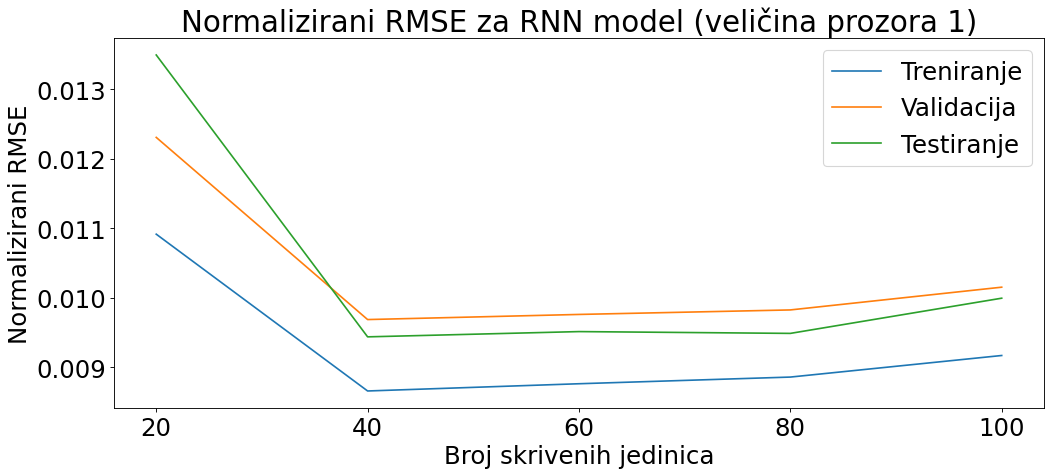 Normalizirani RMSE za RNN model (veličina prozora 1)
Normalizirani RMSE
0.013
0.012
0.011
0.010
0.009
Treniranje
Validacija
Testiranje
20 40 60 80 100
Broj skrivenih jedinica